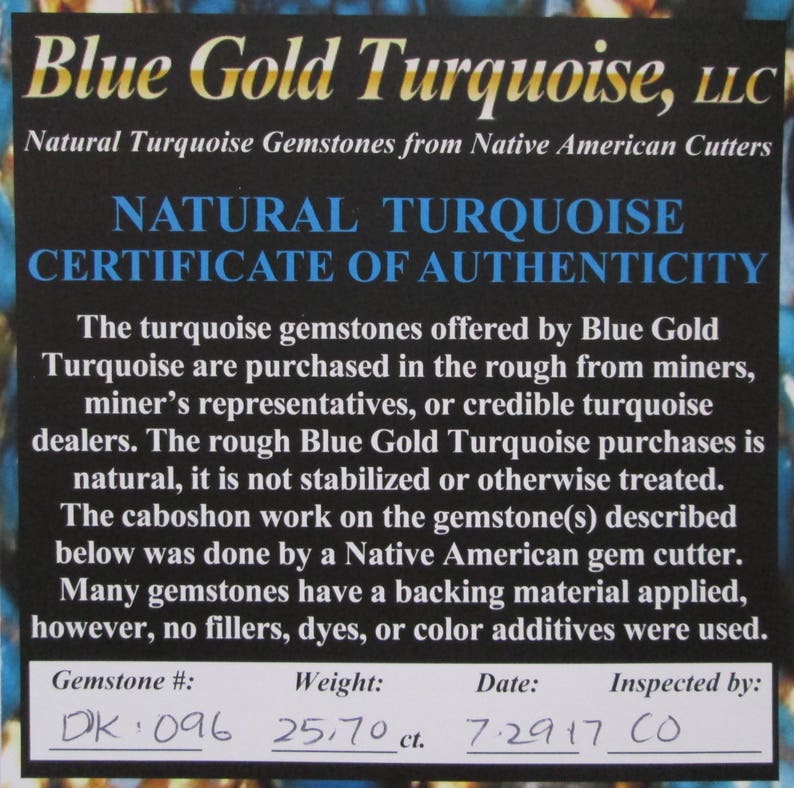 Blue Gold Turquoise, LLC
Natural Turquoise Gemstones from Native American Cutters
NATURAL TURQUOISE
CERTIFICATE OF AUTHENTICITY
The turquoise gemstones offered by Blue Gold
Turquoise are purchased in the rough from miners,
miner's representatives, or credible turquoise
dealers. The rough Blue Gold Turquoise purchases is
natural, it is not stabilized or otherwise treated.
The caboshon work on the gemstone(s) described
below was done by a Native American gem cutter.
Many gemstones have a backing material applied,
however, no fillers, dyes, or color additives were used.
Gemstone #: Weight: Date: Inspected by:
DK·096 25.70 ct. 7·29·17 CO